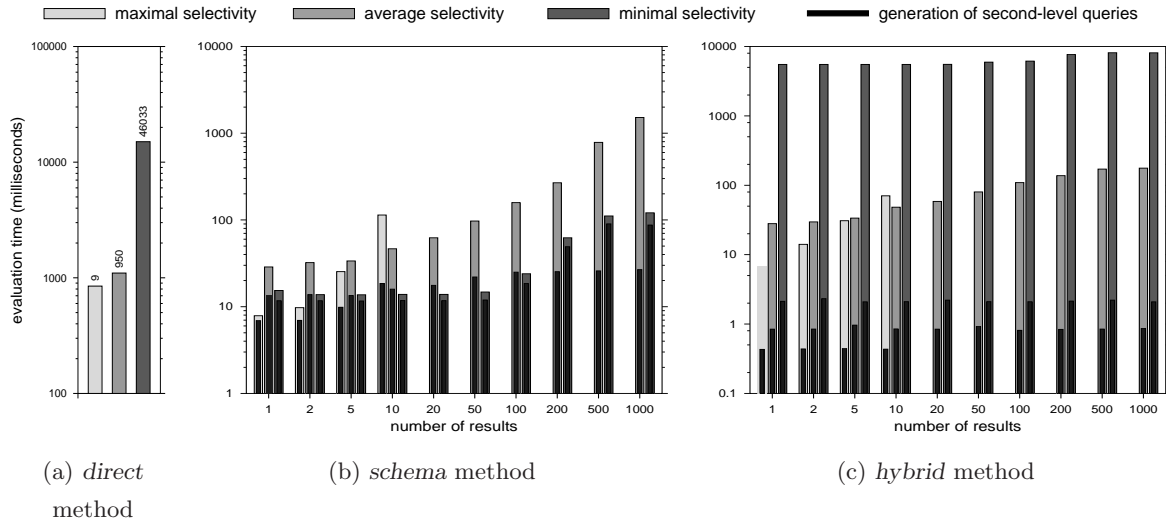 maximal selectivity average selectivity minimal selectivity generation of second-level queries
evaluation time (milliseconds)
100000
10000
1000
100
9
950
46033
1000
100
10
1
1 2 5 10 20 50 100 200 500 1000
number of results
10000
1000
100
10
1
0.1
1 2 5 10 20 50 100 200 500 1000
number of results
(a) direct
method
(b) schema method
(c) hybrid method